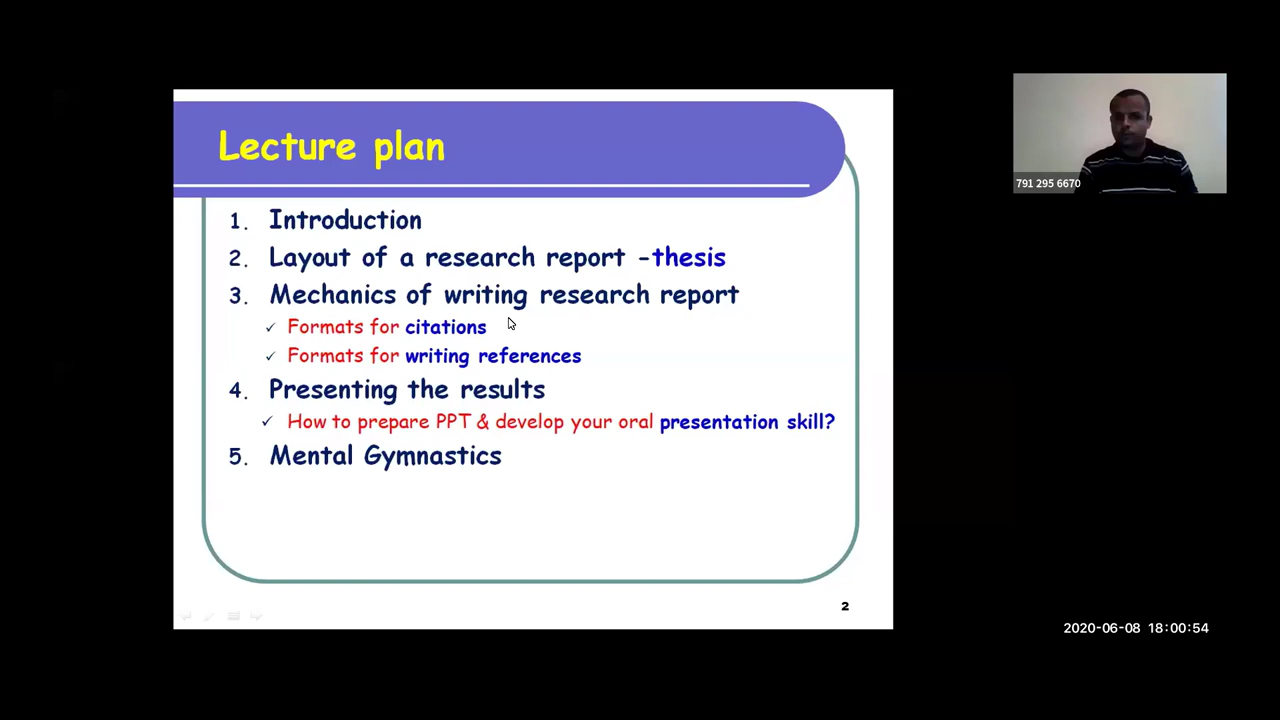 Lecture plan
1. Introduction
2. Layout of a research report -thesis
3. Mechanics of writing research report
✓ Formats for citations
✓ Formats for writing references
4. Presenting the results
✓ How to prepare PPT & develop your oral presentation skill?
5. Mental Gymnastics
2
791 295 6670
2020-06-08 18:00:54